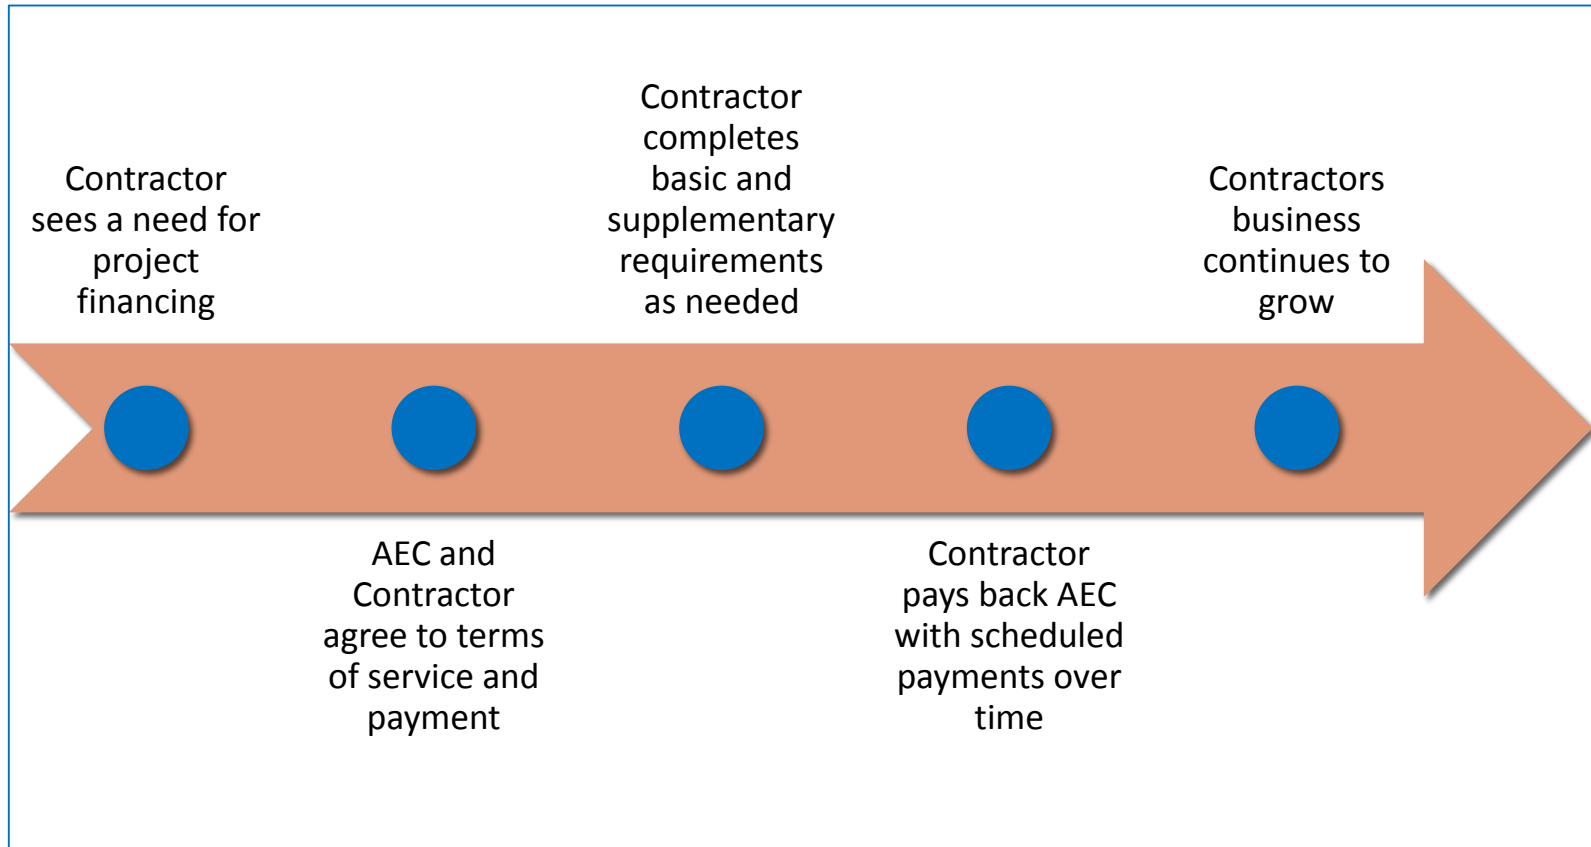 Contractor
sees a need for
project
financing
AEC and
Contractor
agree to terms
of service and
payment
Contractor
completes
basic and
supplementary
requirements
as needed
Contractor
pays back AEC
with scheduled
payments over
time
Contractors
business
continues to
grow